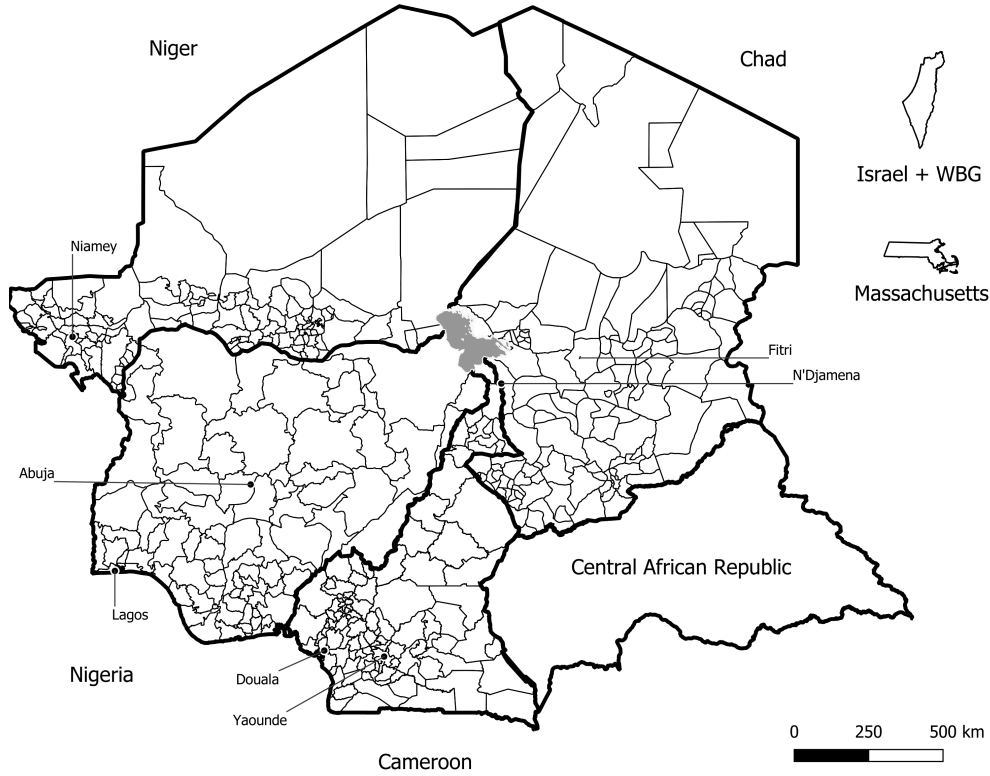 Niger
Chad
Israel + WBG
Niamey
Massachusetts
Fitri
N'Djamena
Abuja
Central African Republic
Lagos
Nigeria
Douala
Yaounde
0 250 500 km
Cameroon